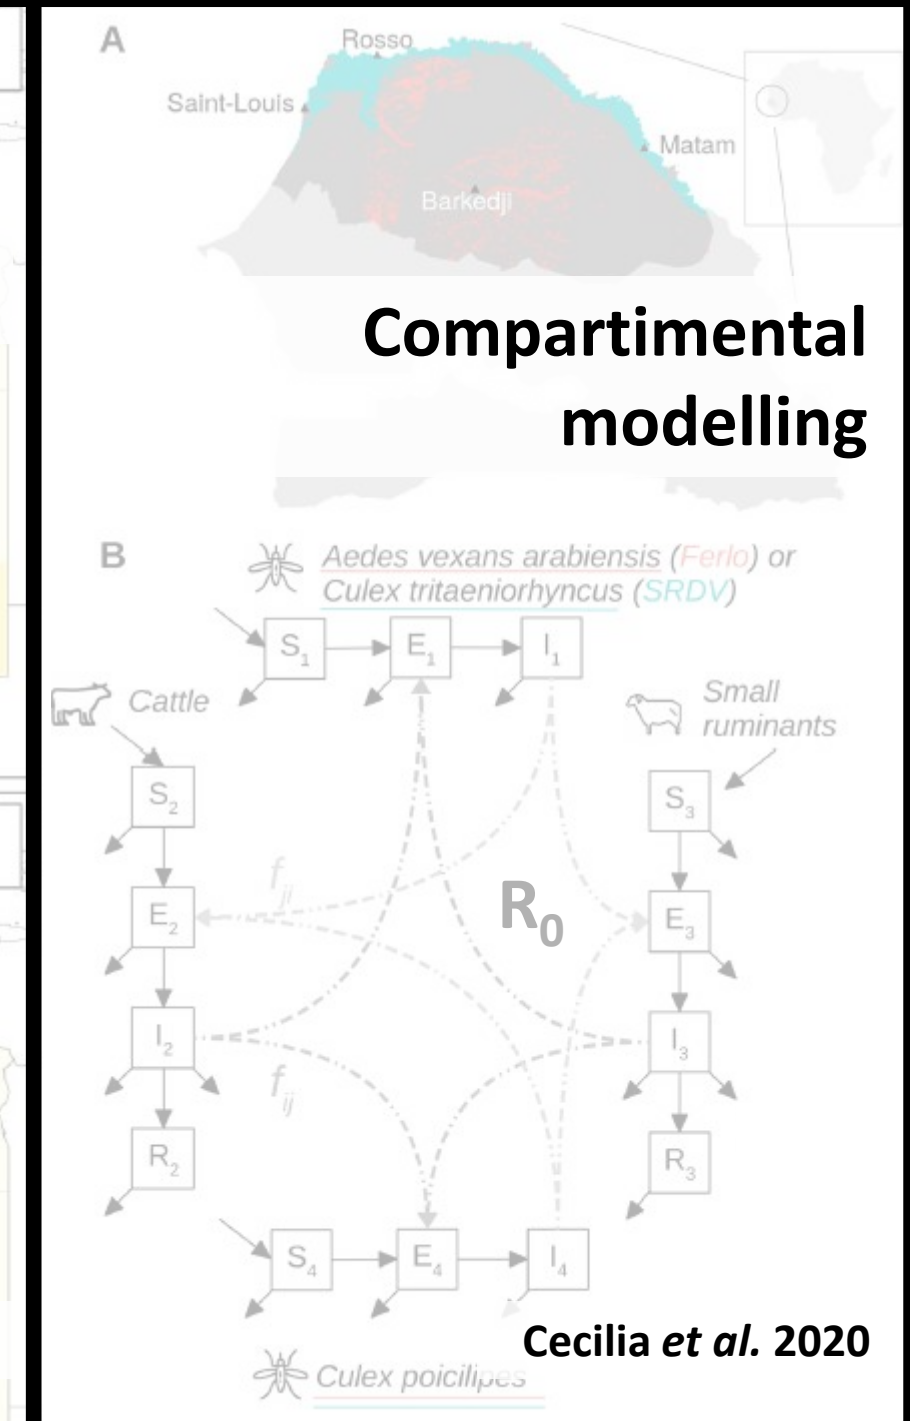 A
Rosso
Saint-Louis
Matam
Barkedji
Compartimental
modelling
B
Aedes vexans arabiensis (Ferlo) or
Culex tritaeniorhyncus (SRDV)
S1
E1
I1
Cattle
Small
ruminants
S2
S3
fji
R0
E2
E3
I2
I3
fij
R2
R3
S4
E4
I4
Cecilia et al. 2020
Culex poicilipes